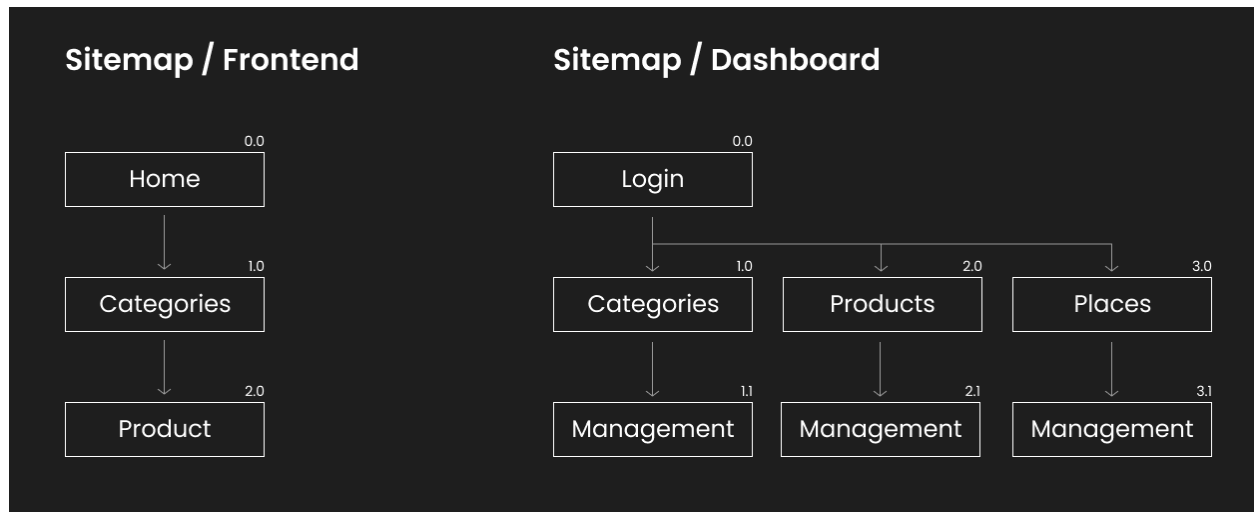 Sitemap / Frontend
0.0
Home
1.0
Categories
2.0
Product
Sitemap / Dashboard
0.0
Login
1.0
Categories
2.0
Products
3.0
Places
1.1
Management
2.1
Management
3.1
Management